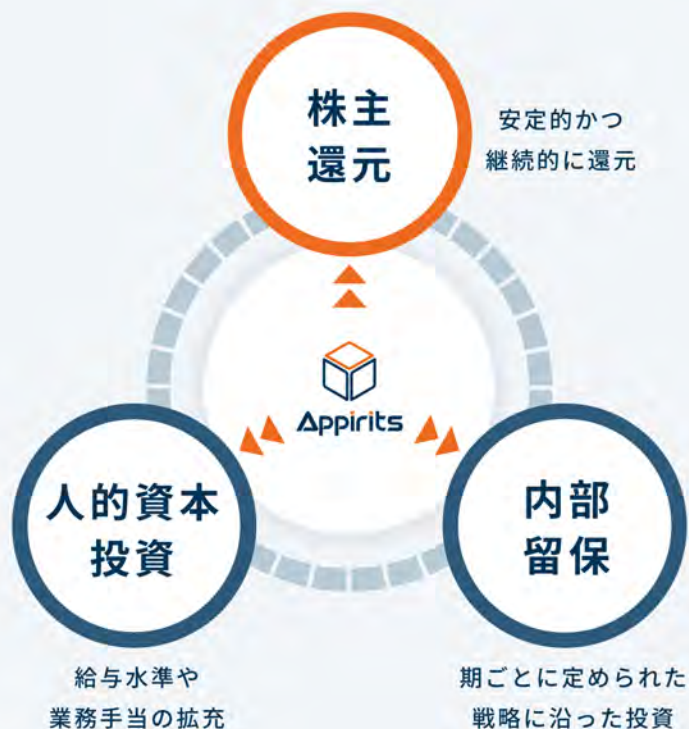 株主
還元
安定的かつ
継続的に還元
Appirits
人的資本
投資
給与水準や
業務手当の拡充
内部
留保
期ごとに定められた
戦略に沿った投資